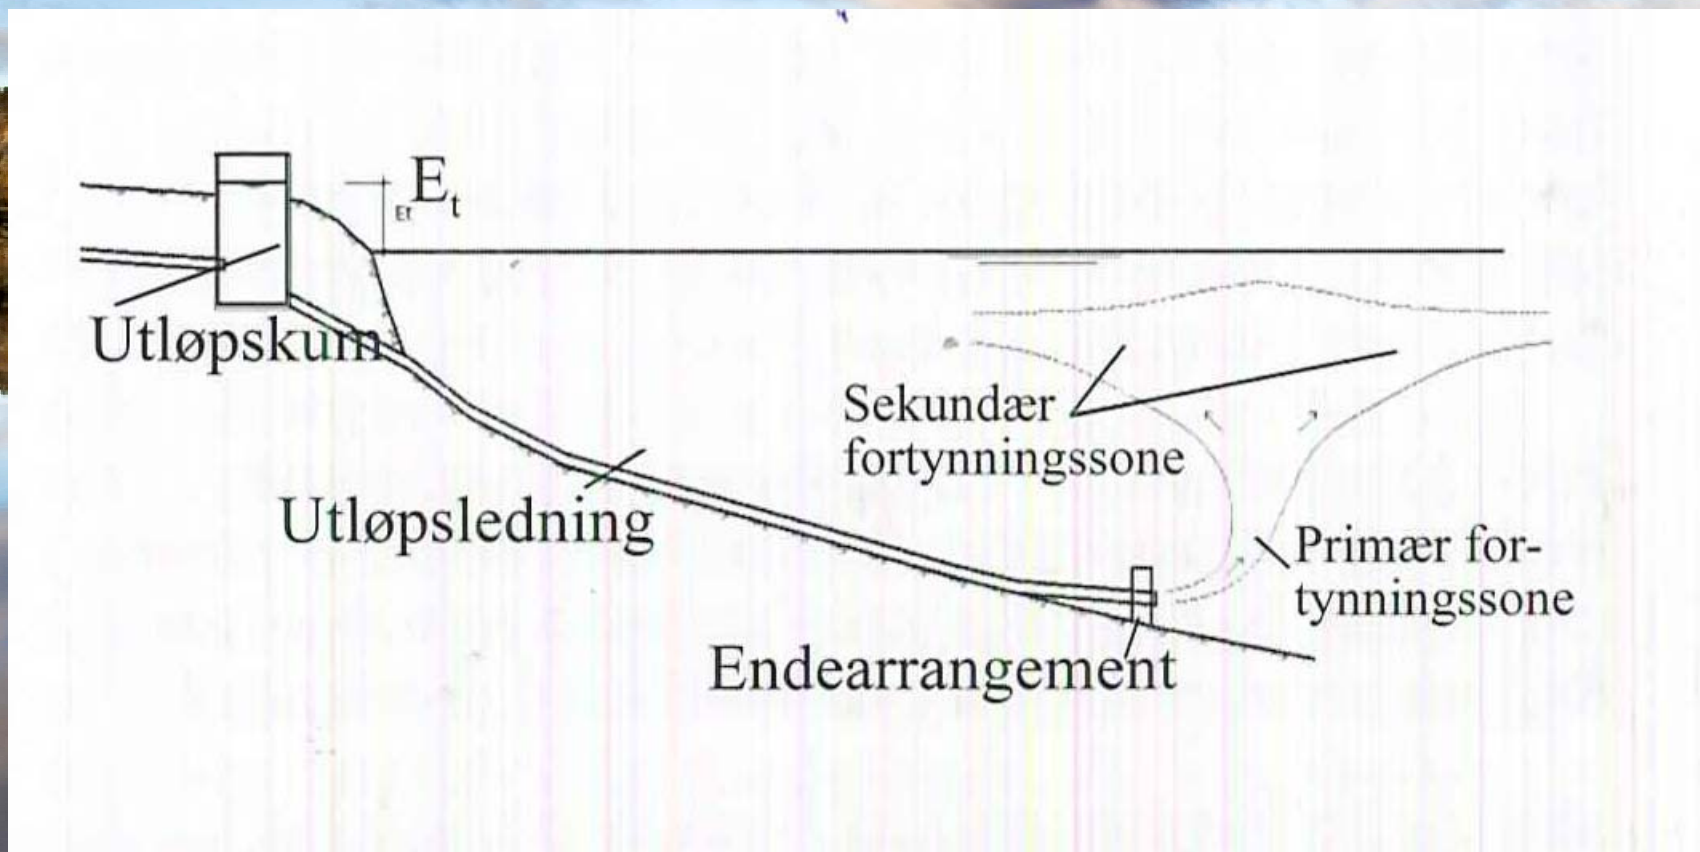 Et
Et
Utløpskum
Sekundær
fortynningssone
Utløpsledning
Primær for-
tynningssone
Endearrangement